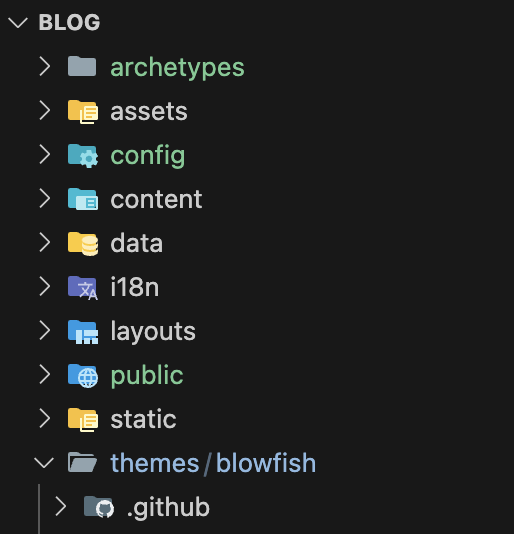 BLOG
archetypes
assets
config
content
data
i18n
layouts
public
static
themes/blowfish
.github